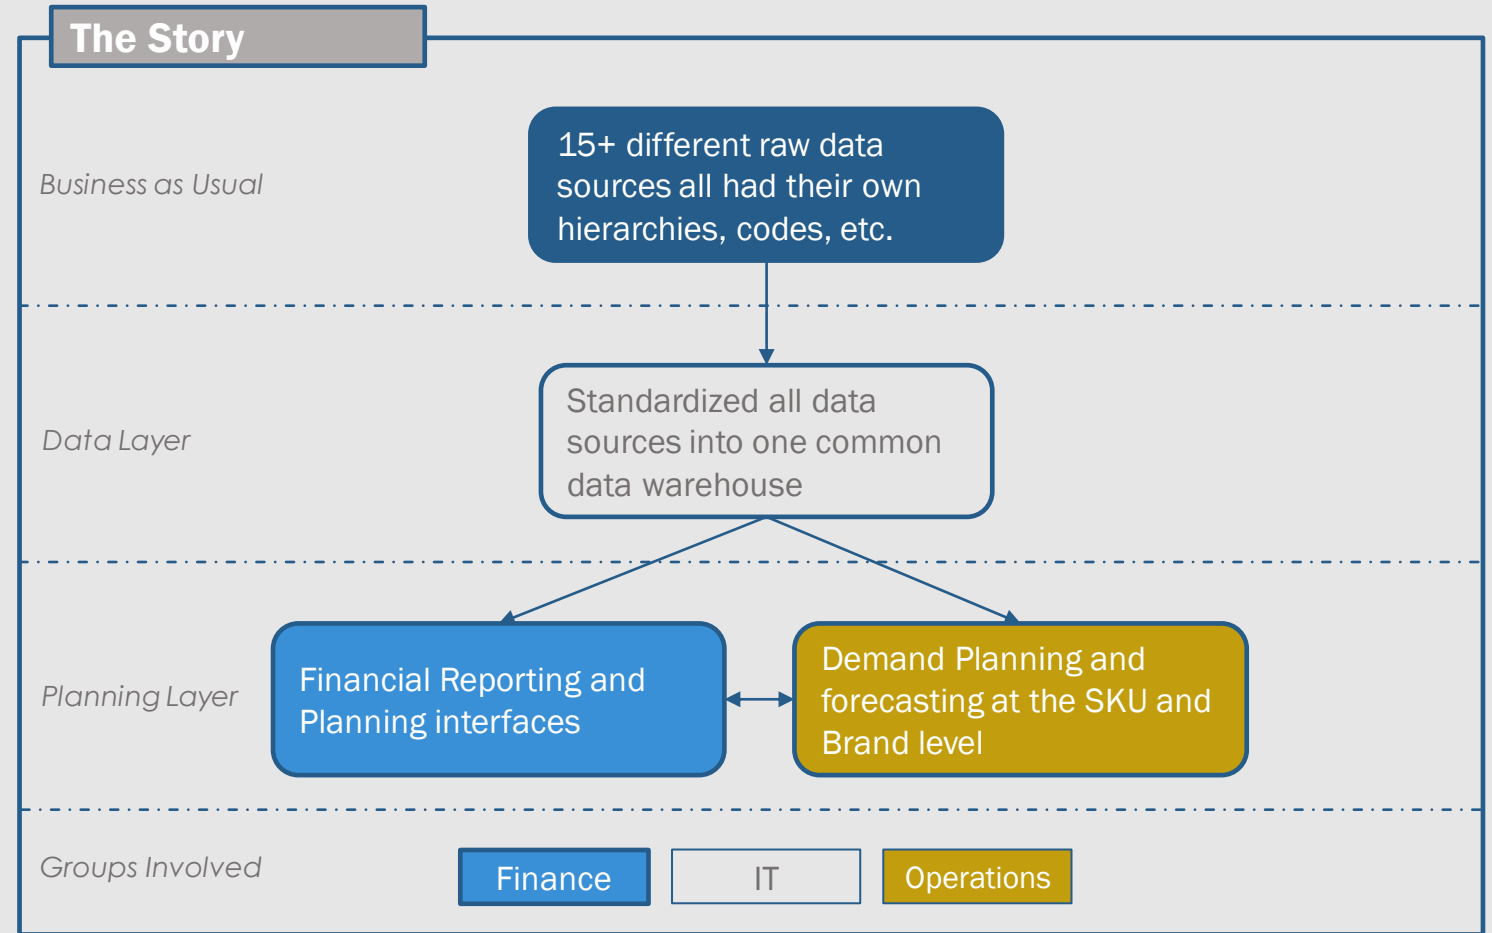 The Story
Business as Usual
15+ different raw data
sources all had their own
hierarchies, codes, etc.
Data Layer
Standardized all data
sources into one common
data warehouse
Planning Layer
Financial Reporting and
Planning interfaces
Demand Planning and
forecasting at the SKU and
Brand level
Groups Involved
Finance
IT
Operations